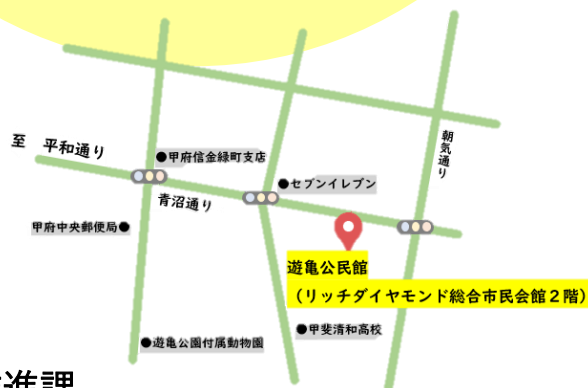 朝気通り
至　平和通り
●甲府信金緑町支店
●セブンイレブン
青沼通り
甲府中央郵便局●
遊亀公民館
（リッチダイヤモンド総合市民会館２階）
●甲斐清和高校
●遊亀公園付属動物園
進課